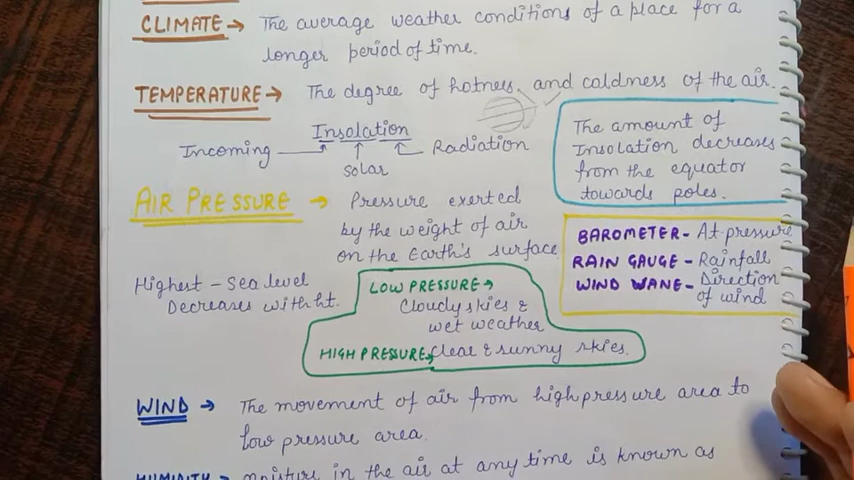 CLIMATE → The average weather conditions of a place for a
longer period of time.
TEMPERATURE → The degree of hotness and coldness of the air.
Insolation
Incoming
Solar
Radiation
The amount of
Insolation decreases
from the equator
towards poles.
AIR PRESSURE → Pressure exerted
by the weight of air
on the Earth's surface
BAROMETER - At pressure
RAIN GAUGE - Rainfall
WIND WANE - Direction
of wind
Highest - Sea level
Decreases with ht.
LOW PRESSURE →
Cloudy skies &
wet weather
HIGH PRESSURE → Clear & sunny skies.
WIND → The movement of air from high pressure area to
low pressure area.
HUMIDITY - moisture in the air at any time is known as